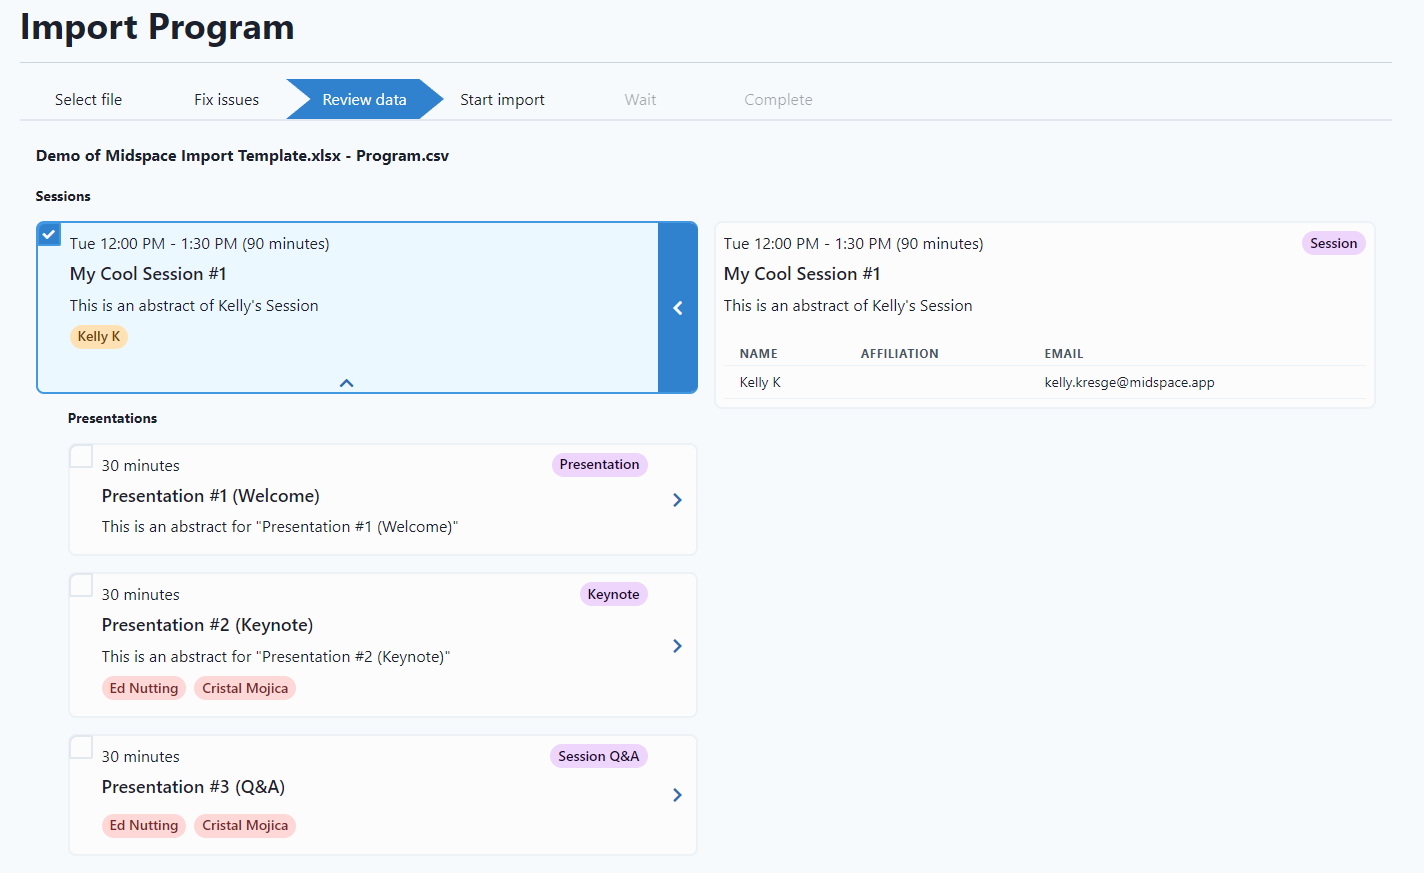 Import Program
Select file
Fix issues
Review data
Start import
Wait
Complete
Demo of Midspace Import Template.xlsx - Program.csv
Sessions
Tue 12:00 PM - 1:30 PM (90 minutes)
My Cool Session #1
This is an abstract of Kelly's Session
Kelly K
Tue 12:00 PM - 1:30 PM (90 minutes)
Session
My Cool Session #1
This is an abstract of Kelly's Session
NAME AFFILIATION EMAIL
Kelly K kelly.kresge@midspace.app
Presentations
30 minutes
Presentation
Presentation #1 (Welcome)
This is an abstract for "Presentation #1 (Welcome)"
30 minutes
Keynote
Presentation #2 (Keynote)
This is an abstract for "Presentation #2 (Keynote)"
Ed Nutting Cristal Mojica
30 minutes
Session Q&A
Presentation #3 (Q&A)
Ed Nutting Cristal Mojica